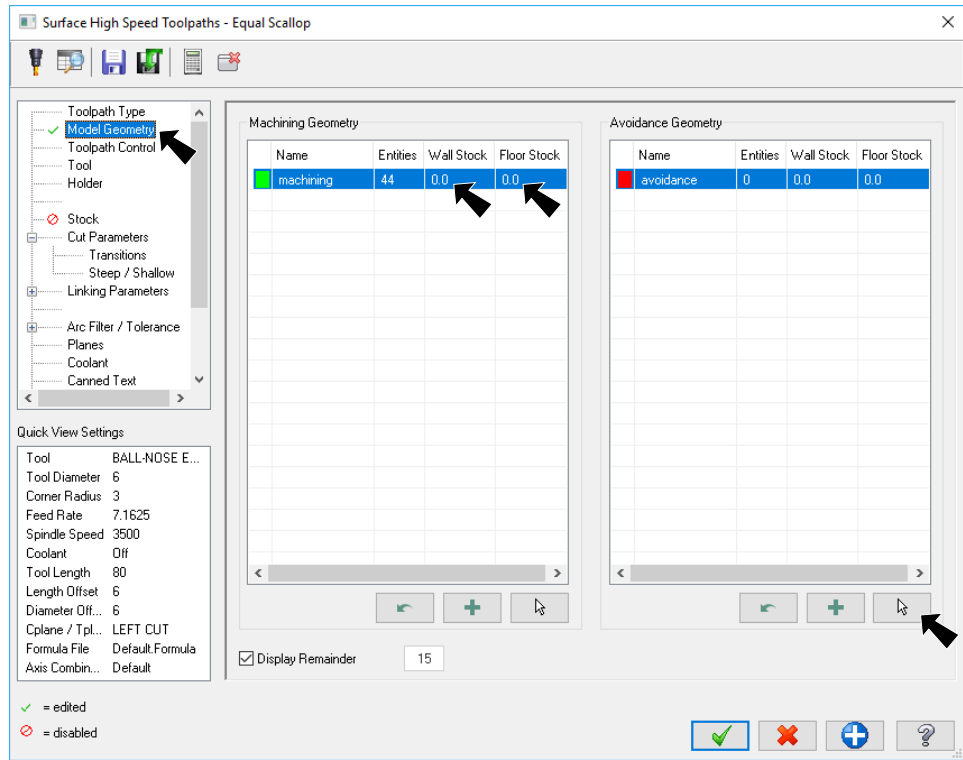 Surface High Speed Toolpaths - Equal Scallop
Toolpath Type
Model Geometry
Toolpath Control
Tool
Holder
Stock
Cut Parameters
Transitions
Steep / Shallow
Linking Parameters
Arc Filter / Tolerance
Planes
Coolant
Canned Text
Quick View Settings
Tool BALL-NOSE E...
Tool Diameter 6
Corner Radius 3
Feed Rate 7.1625
Spindle Speed 3500
Coolant Off
Tool Length 80
Length Offset 6
Diameter Off... 6
Cplane / Tpl... LEFT CUT
Formula File Default.Formula
Axis Combin... Default
= edited
= disabled
Machining Geometry
Name Entities Wall Stock Floor Stock
machining 44 0.0 0.0
Display Remainder 15
Avoidance Geometry
Name Entities Wall Stock Floor Stock
avoidance 0 0.0 0.0